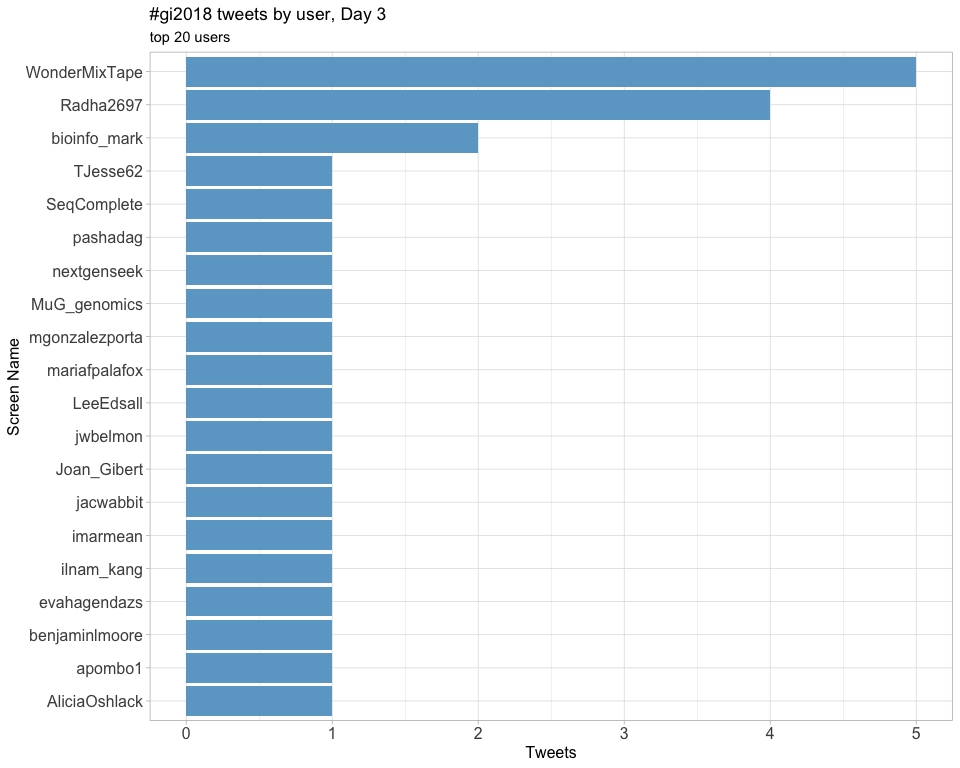 #gi2018 tweets by user, Day 3
top 20 users
WonderMixTape
Radha2697
bioinfo_mark
TJesse62
SeqComplete
pashadag
nextgenseek
MuG_genomics
mgonzalezporta
mariafpalafox
LeeEdsall
jwbelmon
Joan_Gibert
jacwabbit
imarmean
ilnam_kang
evahagendazs
benjaminlmoore
apombo1
AliciaOshlack
Screen Name
0 1 2 3 4 5
Tweets